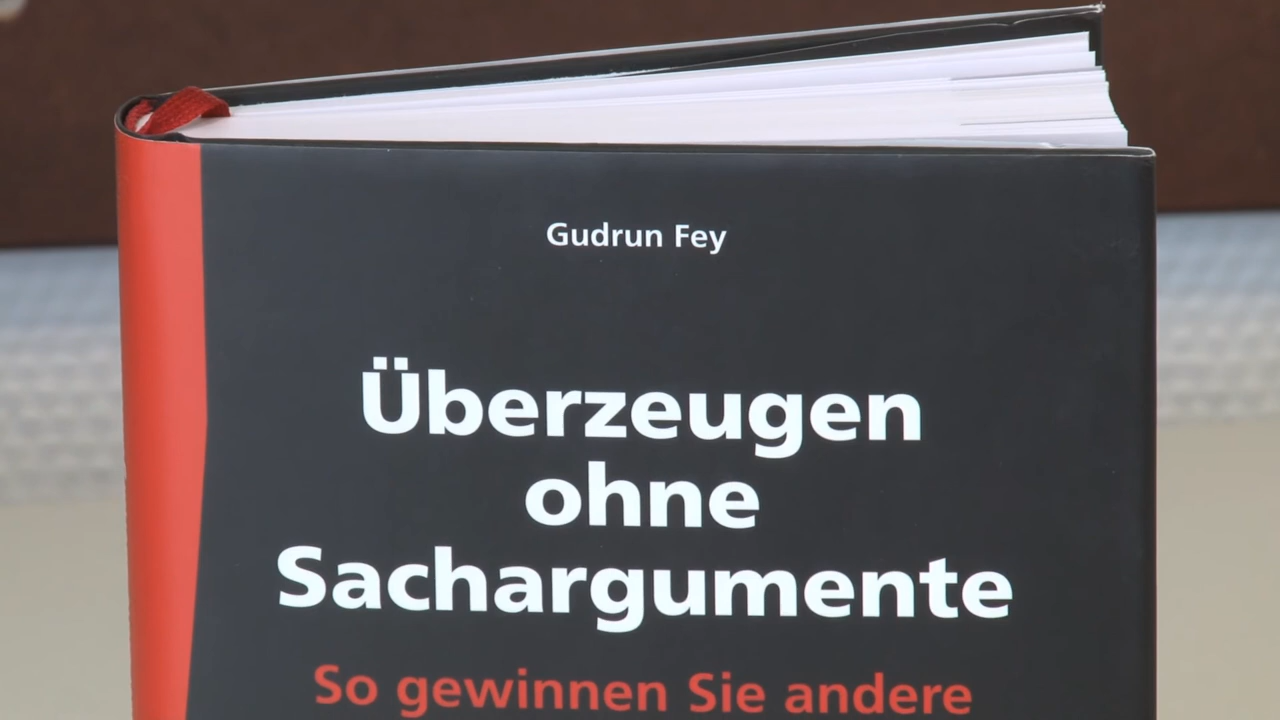 Gudrun Fey
Überzeugen
ohne
Sachargumente
So gewinnen Sie andere